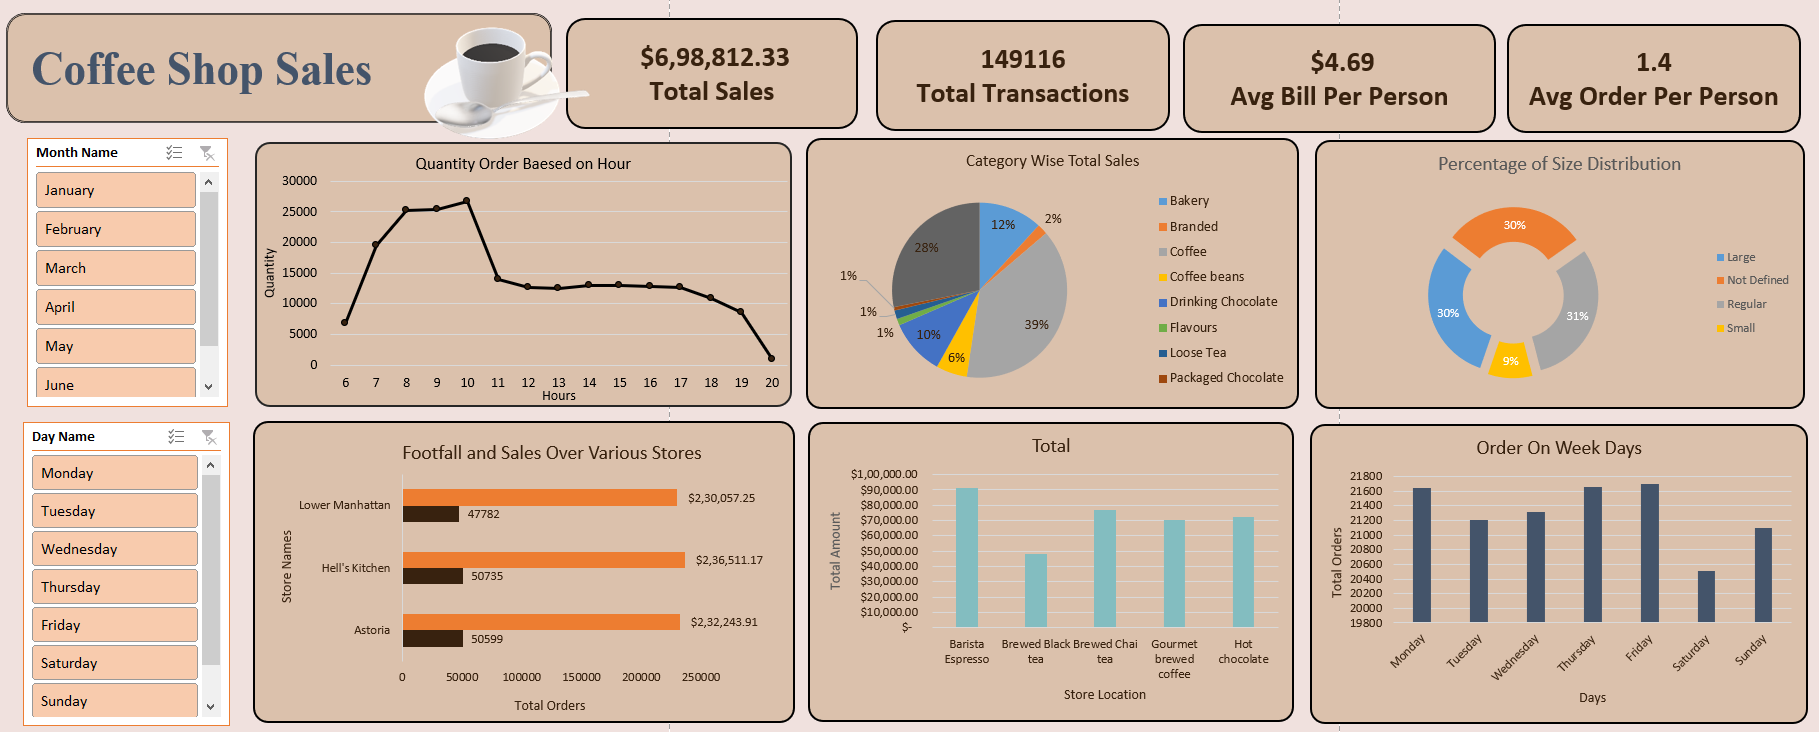 Coffee Shop Sales
$6,98,812.33
Total Sales
149116
Total Transactions
$4.69
Avg Bill Per Person
1.4
Avg Order Per Person
Month Name
January
February
March
April
May
June
Quantity Order Baesed on Hour
30000
25000
20000
15000
10000
5000
0
Quantity
6 7 8 9 10 11 12 13 14 15 16 17 18 19 20
Hours
Category Wise Total Sales
12%
2%
39%
6%
10%
1%
1%
1%
28%
Bakery
Branded
Coffee
Coffee beans
Drinking Chocolate
Flavours
Loose Tea
Packaged Chocolate
Percentage of Size Distribution
30%
31%
9%
30%
Large
Not Defined
Regular
Small
Day Name
Monday
Tuesday
Wednesday
Thursday
Friday
Saturday
Sunday
Footfall and Sales Over Various Stores
Store Names
Lower Manhattan
$2,30,057.25
47782
Hell's Kitchen
$2,36,511.17
50735
Astoria
$2,32,243.91
50599
0 50000 100000 150000 200000 250000
Total Orders
Total
Total Amount
$1,00,000.00
$90,000.00
$80,000.00
$70,000.00
$60,000.00
$50,000.00
$40,000.00
$30,000.00
$20,000.00
$10,000.00
$-
Barista
Espresso
Brewed Black
tea
Brewed Chai
tea
Gourmet
brewed
coffee
Hot
chocolate
Store Location
Order On Week Days
Total Orders
21800
21600
21400
21200
21000
20800
20600
20400
20200
20000
19800
Monday
Tuesday
Wednesday
Thursday
Friday
Saturday
Sunday
Days